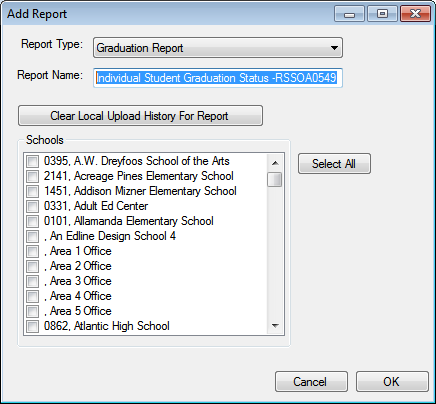 Add Report
Report Type: Graduation Report
Report Name: Individual Student Graduation Status -RSSOA0549
Clear Local Upload History For Report
Schools
0395, A.W. Dreyfoos School of the Arts
Select All
2141, Acreage Pines Elementary School
1451, Addison Mizner Elementary School
0331, Adult Ed Center
0101, Allamanda Elementary School
, An Edline Design School 4
, Area 1 Office
, Area 2 Office
, Area 3 Office
, Area 4 Office
, Area 5 Office
0862, Atlantic High School
Cancel OK